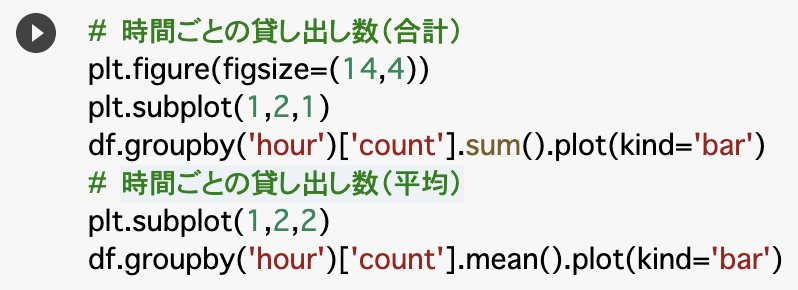 # 時間ごとの貸し出し数(合計)
plt.figure(figsize=(14,4))
plt.subplot(1,2,1)
df.groupby('hour')['count'].sum().plot(kind='bar')
# 時間ごとの貸し出し数(平均)
plt.subplot(1,2,2)
df.groupby('hour')['count'].mean().plot(kind='bar')